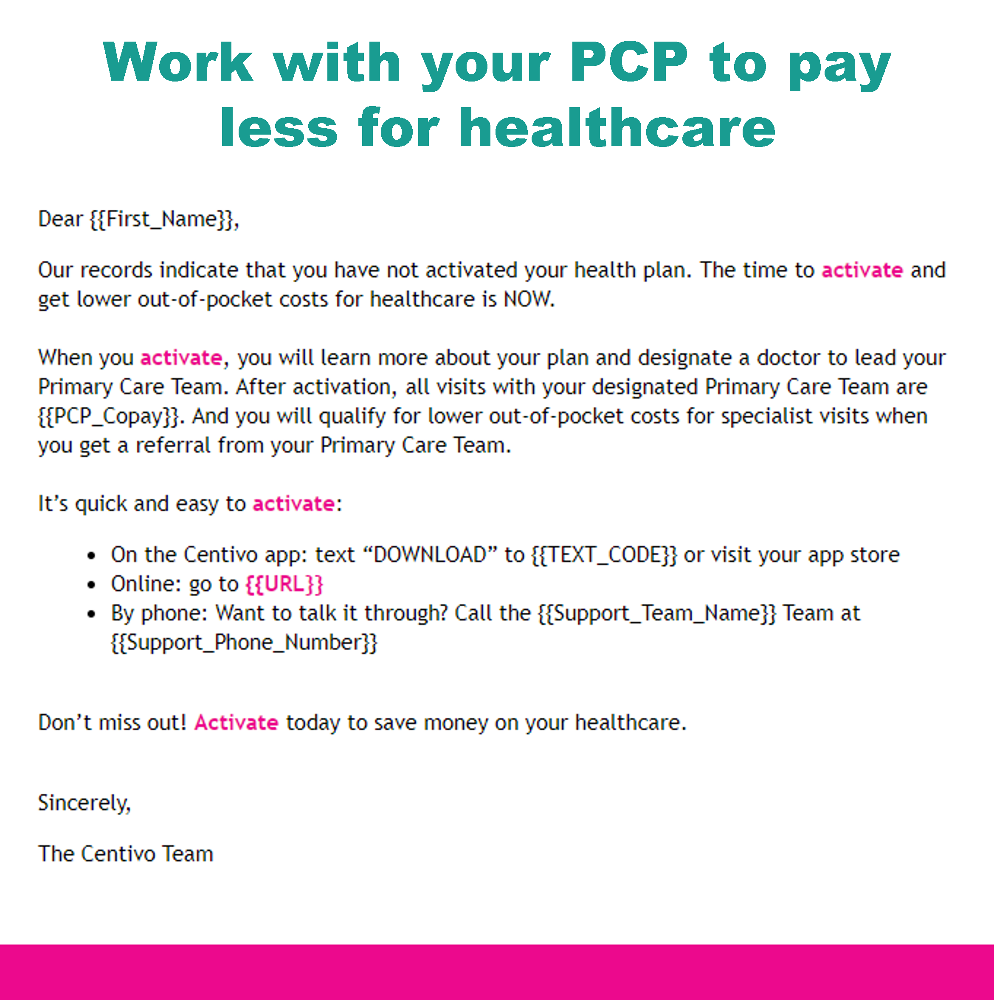 Work with your PCP to pay
less for healthcare
Dear {{First_Name}},
Our records indicate that you have not activated your health plan. The time to activate and
get lower out-of-pocket costs for healthcare is NOW.
When you activate, you will learn more about your plan and designate a doctor to lead your
Primary Care Team. After activation, all visits with your designated Primary Care Team are
{{PCP_Copay}}. And you will qualify for lower out-of-pocket costs for specialist visits when
you get a referral from your Primary Care Team.
It’s quick and easy to activate:
• On the Centivo app: text “DOWNLOAD” to {{TEXT_CODE}} or visit your app store
• Online: go to {{URL}}
• By phone: Want to talk it through? Call the {{Support_Team_Name}} Team at
{{Support_Phone_Number}}
Don’t miss out! Activate today to save money on your healthcare.
Sincerely,
The Centivo Team